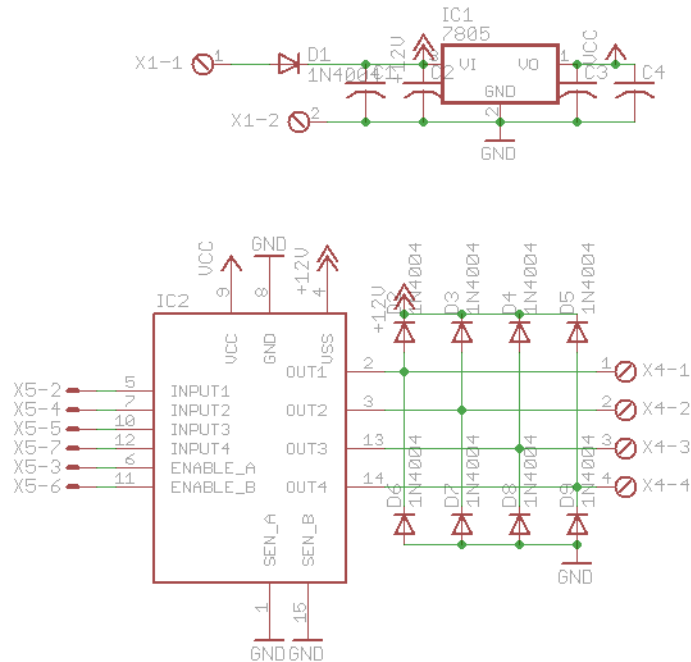 IC1
7805
X1-1
1
D1
1N4004
C1
+12V
C2
3
VI
VO
GND
1
VCC
C3
C4
X1-2
2
2
GND
VCC
GND
+12V
9
8
4
IC2
VCC
GND
VSS
X5-2
5
INPUT1
X5-4
7
INPUT2
X5-5
10
INPUT3
X5-7
12
INPUT4
X5-3
6
ENABLE_A
X5-6
11
ENABLE_B
OUT1
2
OUT2
3
OUT3
13
OUT4
14
SEN_A
SEN_B
1
15
GND
GND
+12V
D2
1N4004
D3
1N4004
D4
1N4004
D5
1N4004
1
X4-1
2
X4-2
3
X4-3
4
X4-4
D6
1N4004
D7
1N4004
D8
1N4004
D9
1N4004
GND